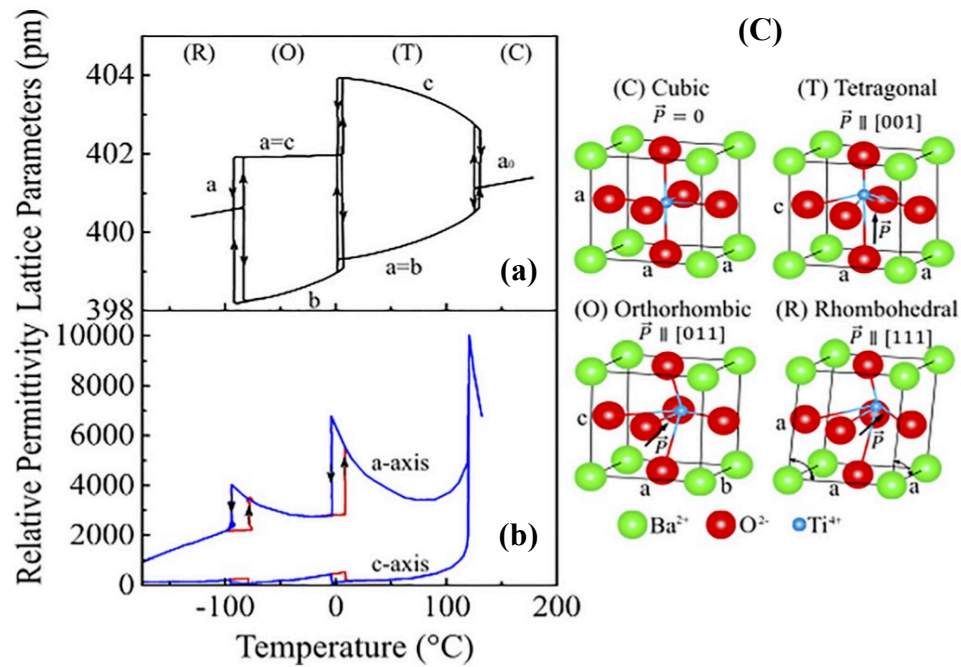 (R) (O) (T) (C)
Relative Permittivity Lattice Parameters (pm)
404
402
400
398
a
a=c
b
c
a=b
a₀
(a)
10000
8000
6000
4000
2000
0
a-axis
c-axis
(b)
-100 0 100 200
Temperature (°C)
(C)
(C) Cubic
P⃗ = 0
a
a a
(T) Tetragonal
P⃗ ∥ [001]
c
P⃗
a a
(O) Orthorhombic
P⃗ ∥ [011]
c
P⃗
a b
(R) Rhombohedral
P⃗ ∥ [111]
a
P⃗
a a
Ba²⁺ O²⁻ Ti⁴⁺